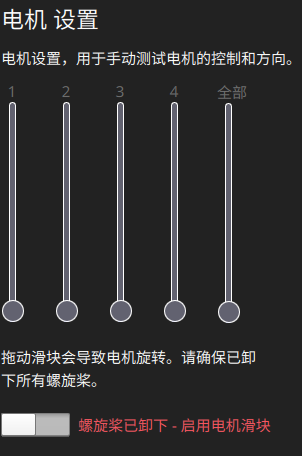 电机 设置
电机设置，用于手动测试电机的控制和方向。
1 2 3 4 全部
拖动滑块会导致电机旋转。请确保已卸
下所有螺旋桨。
螺旋桨已卸下 - 启用电机滑块